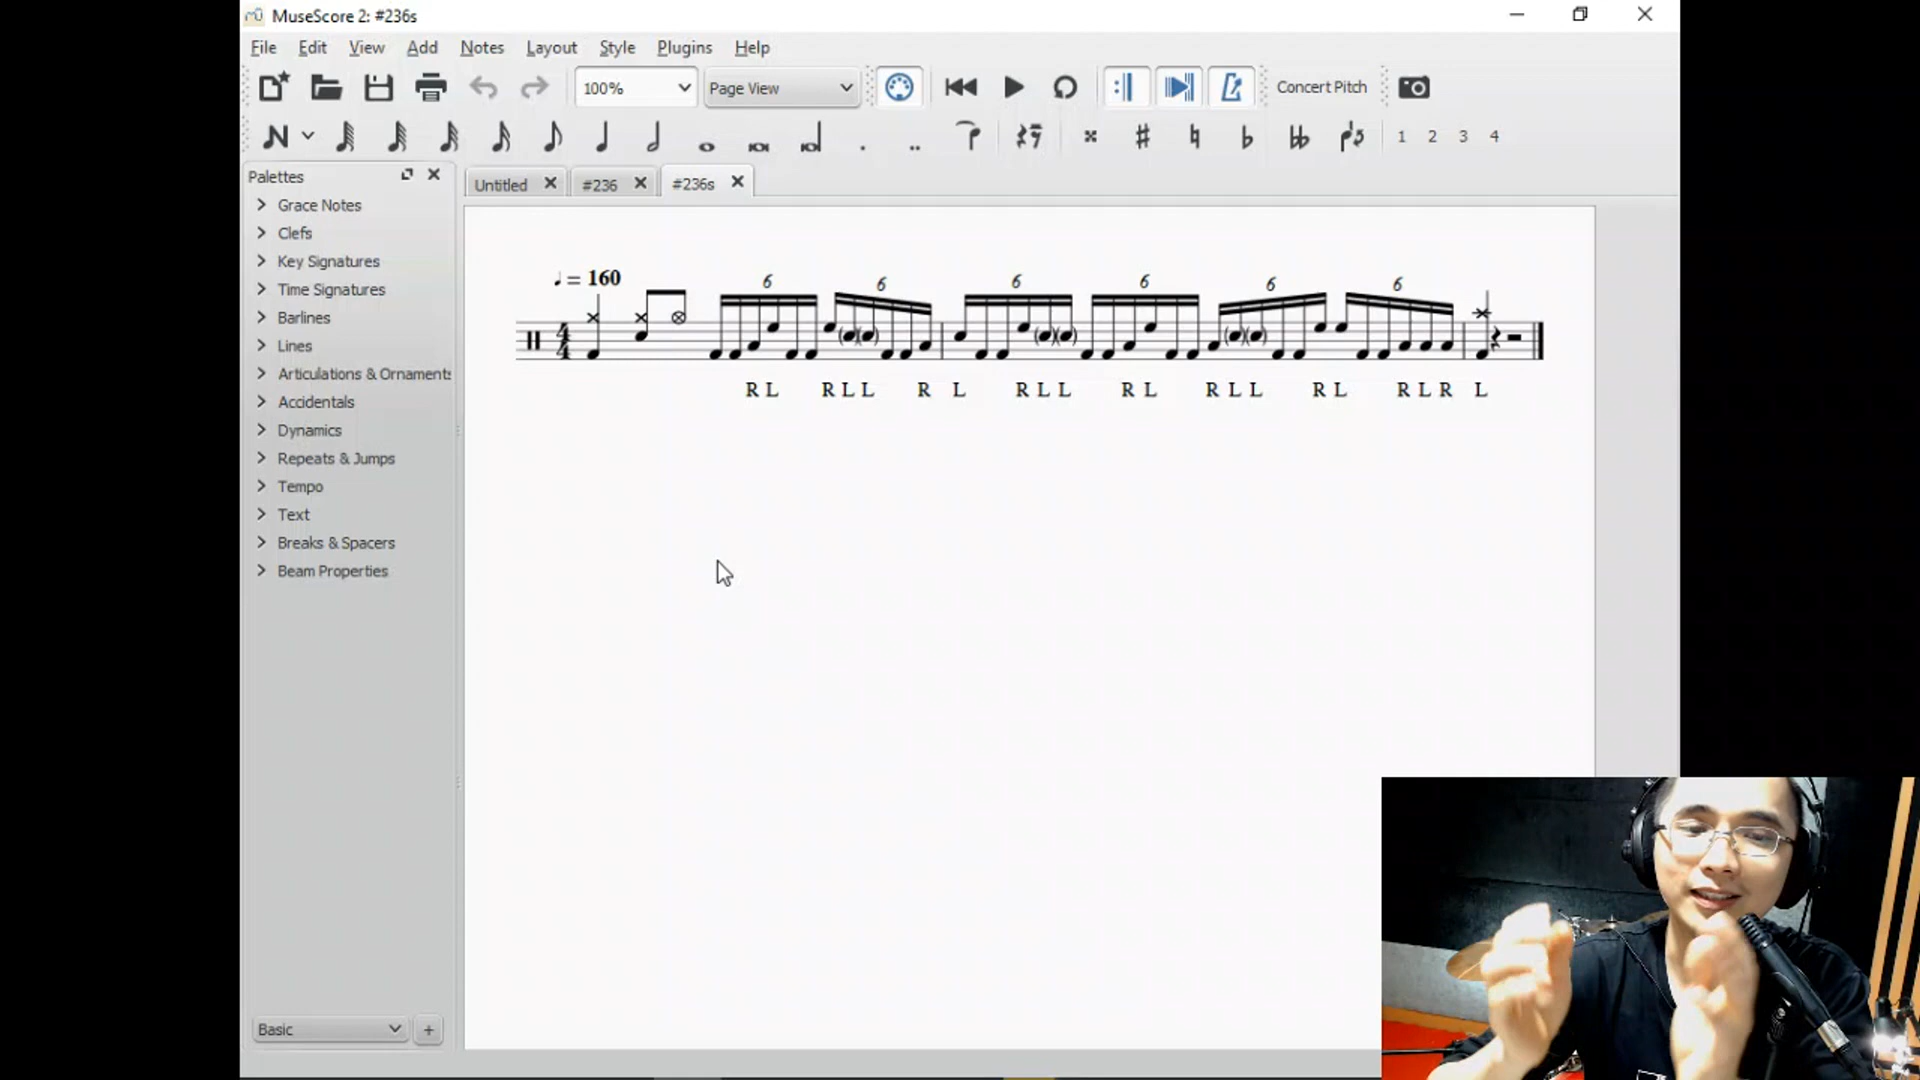 MuseScore 2: #236s
File Edit View Add Notes Layout Style Plugins Help
100% Page View Concert Pitch
1 2 3 4
Palettes
Untitled #236 #236s
Grace Notes
Clefs
Key Signatures
Time Signatures
Barlines
Lines
Articulations & Ornaments
Accidentals
Dynamics
Repeats & Jumps
Tempo
Text
Breaks & Spacers
Beam Properties
Basic +
♩ = 160
6 6 6 6 6 6
4
4
R L R L L R L R L L R L R L L R L R L R L